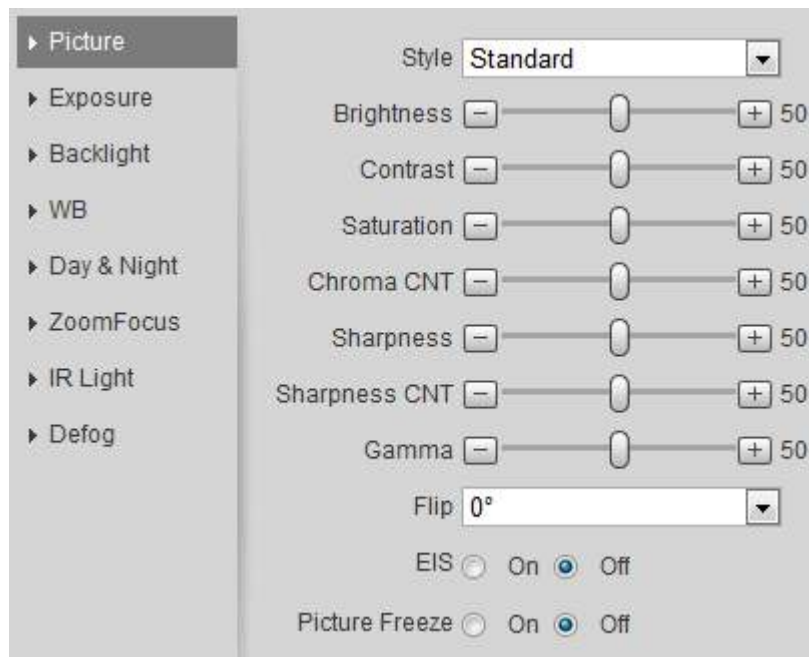 Picture
Exposure
Backlight
WB
Day & Night
ZoomFocus
IR Light
Defog
Style Standard
Brightness 50
Contrast 50
Saturation 50
Chroma CNT 50
Sharpness 50
Sharpness CNT 50
Gamma 50
Flip 0°
EIS On Off
Picture Freeze On Off